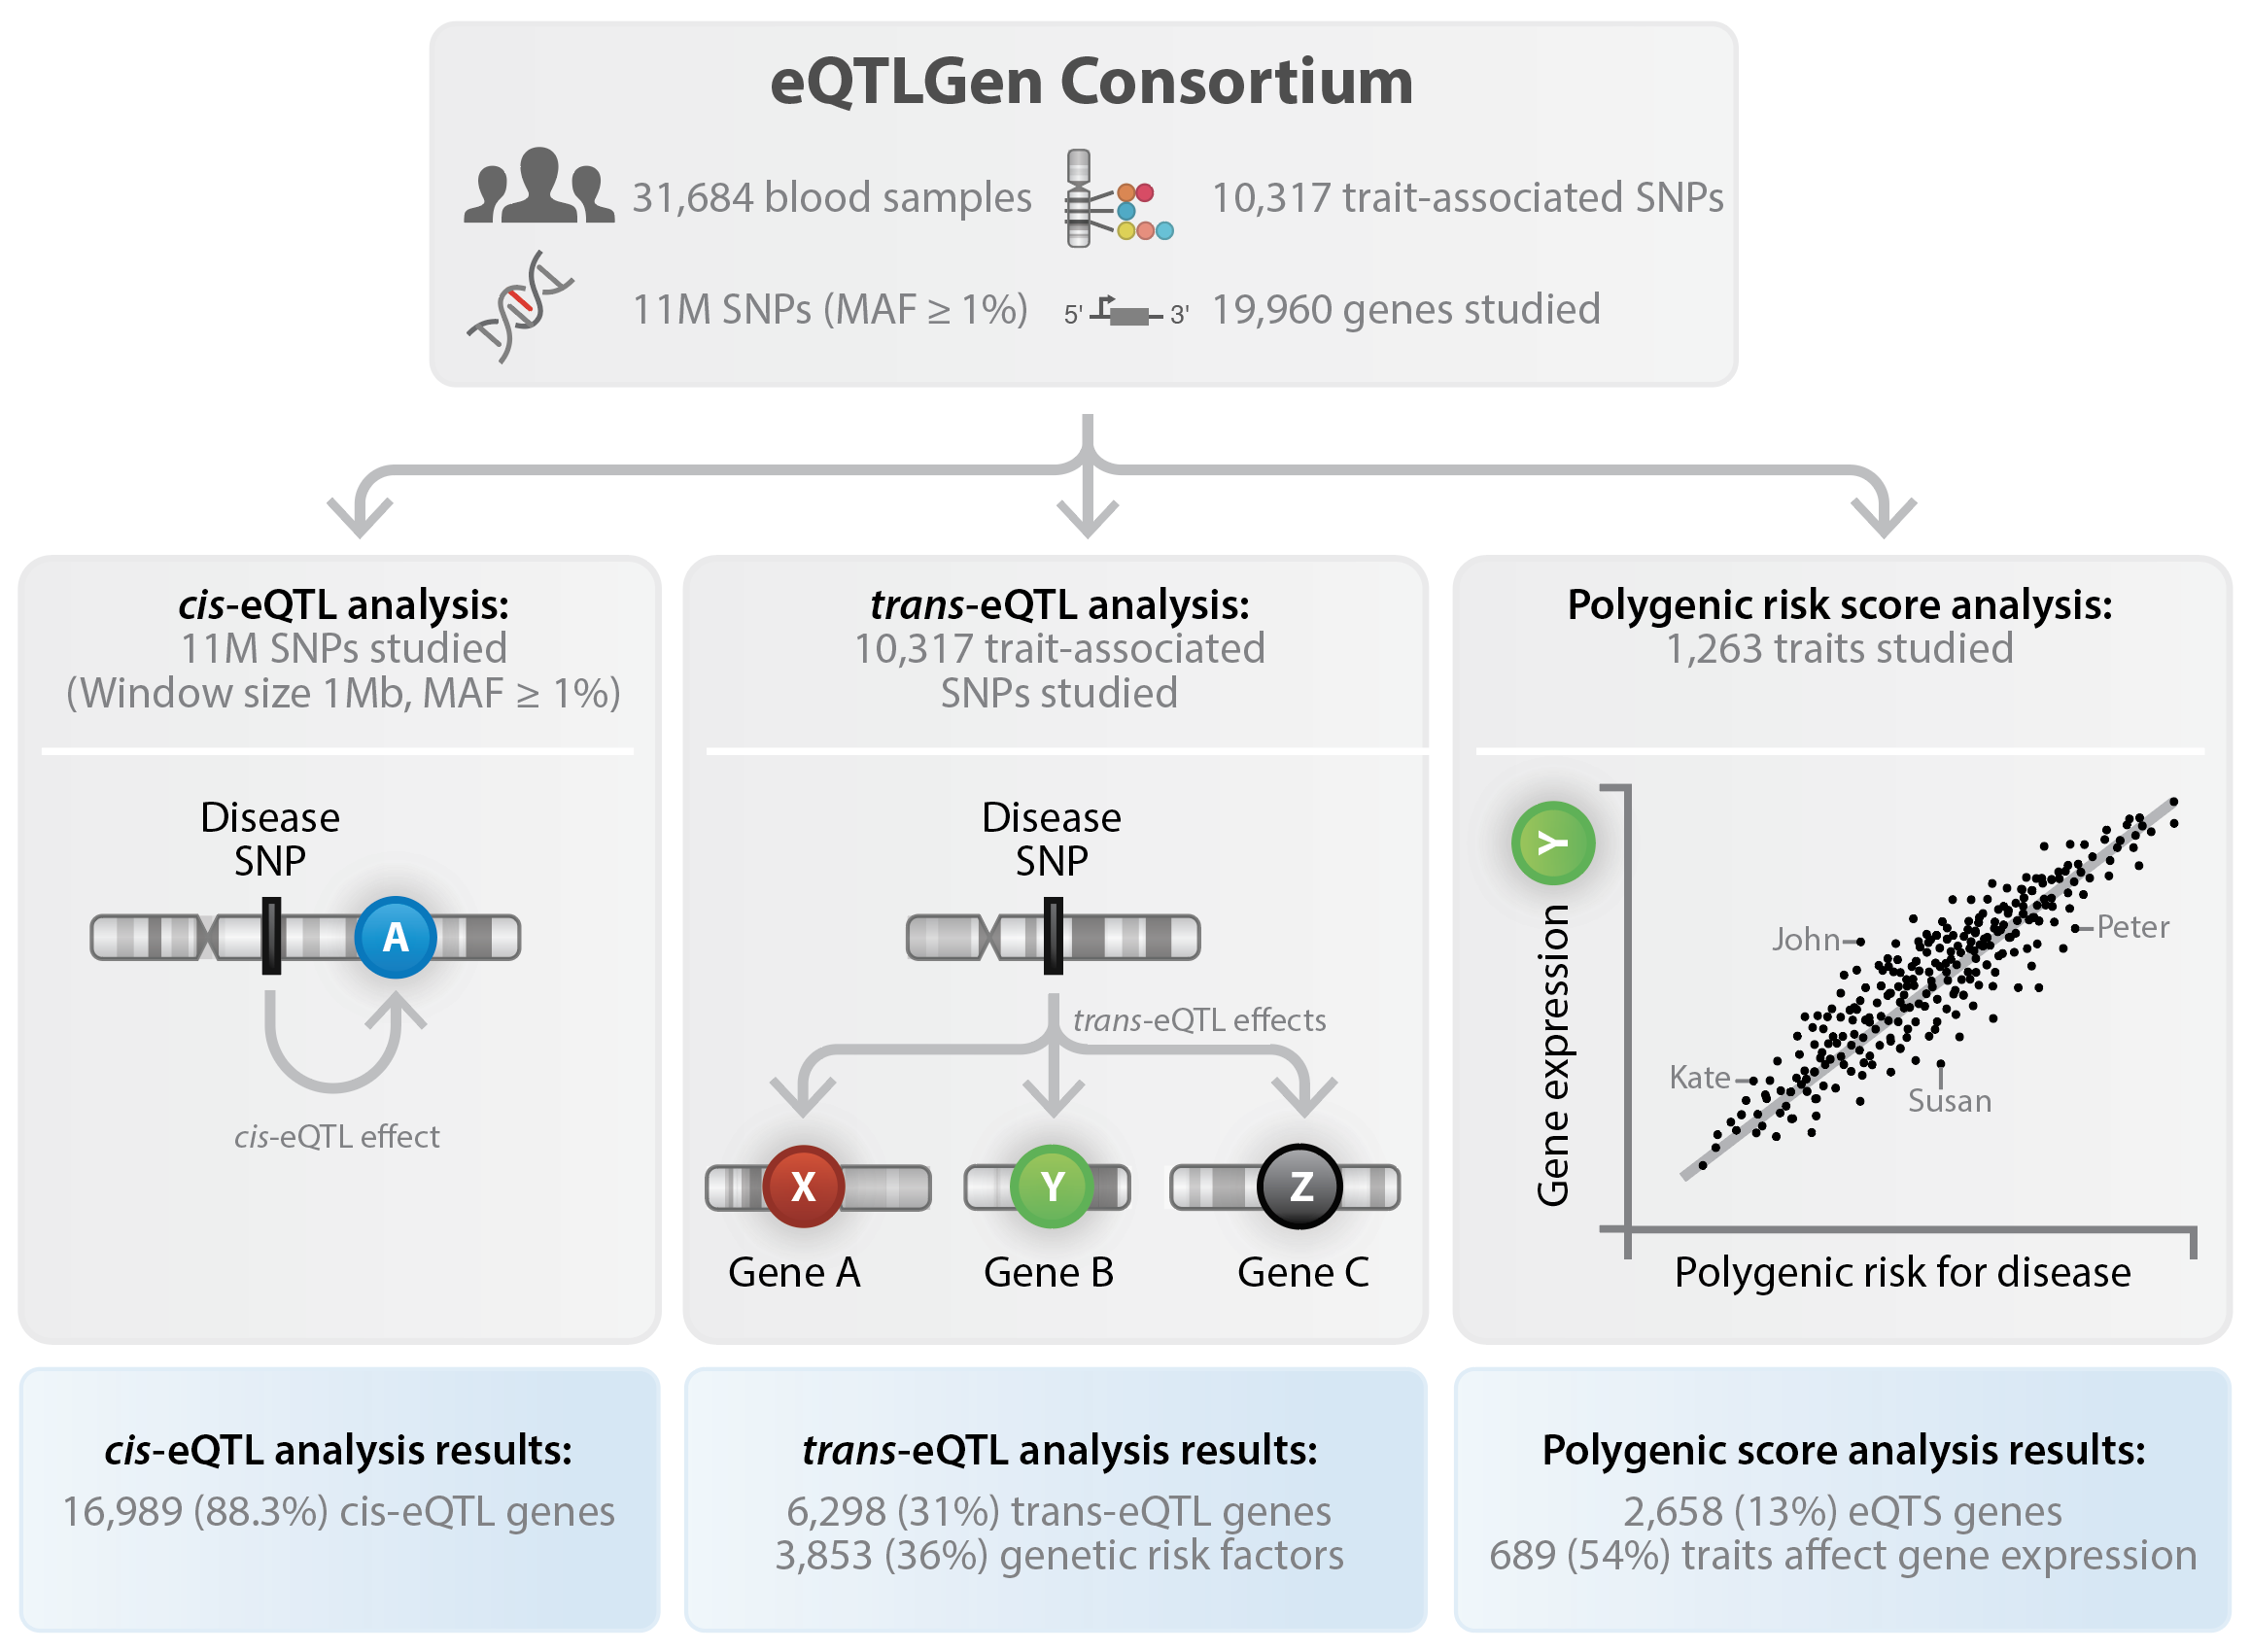 eQTLGen Consortium
31,684 blood samples
10,317 trait-associated SNPs
11M SNPs (MAF ≥ 1%)
5' 3'
19,960 genes studied
cis-eQTL analysis:
11M SNPs studied
(Window size 1Mb, MAF ≥ 1%)
Disease
SNP
A
cis-eQTL effect
trans-eQTL analysis:
10,317 trait-associated
SNPs studied
Disease
SNP
trans-eQTL effects
X
Y
Z
Gene A
Gene B
Gene C
Polygenic risk score analysis:
1,263 traits studied
Y
Gene expression
John
Peter
Kate
Susan
Polygenic risk for disease
cis-eQTL analysis results:
16,989 (88.3%) cis-eQTL genes
trans-eQTL analysis results:
6,298 (31%) trans-eQTL genes
3,853 (36%) genetic risk factors
Polygenic score analysis results:
2,658 (13%) eQTS genes
689 (54%) traits affect gene expression